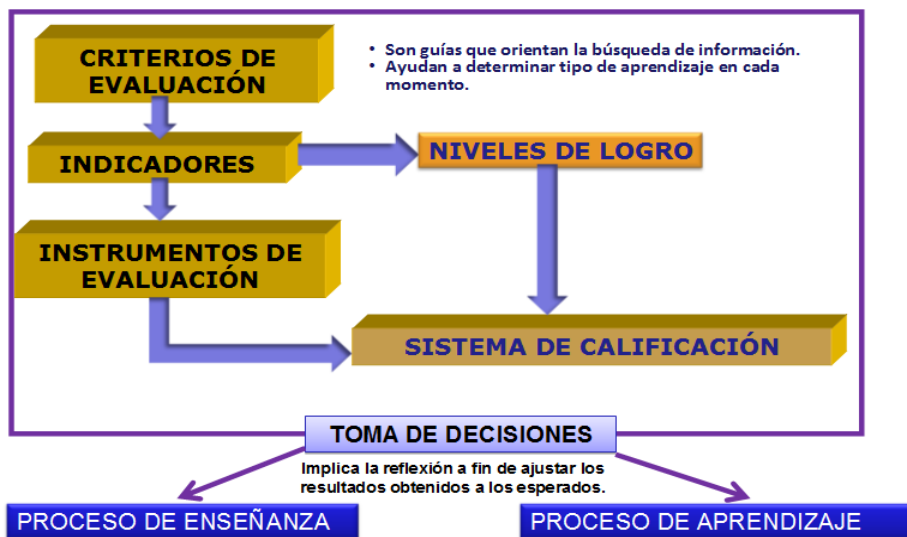 CRITERIOS DE
EVALUACIÓN
• Son guías que orientan la búsqueda de información.
• Ayudan a determinar tipo de aprendizaje en cada
momento.
INDICADORES
NIVELES DE LOGRO
INSTRUMENTOS DE
EVALUACIÓN
SISTEMA DE CALIFICACIÓN
TOMA DE DECISIONES
Implica la reflexión a fin de ajustar los
resultados obtenidos a los esperados.
PROCESO DE ENSEÑANZA
PROCESO DE APRENDIZAJE